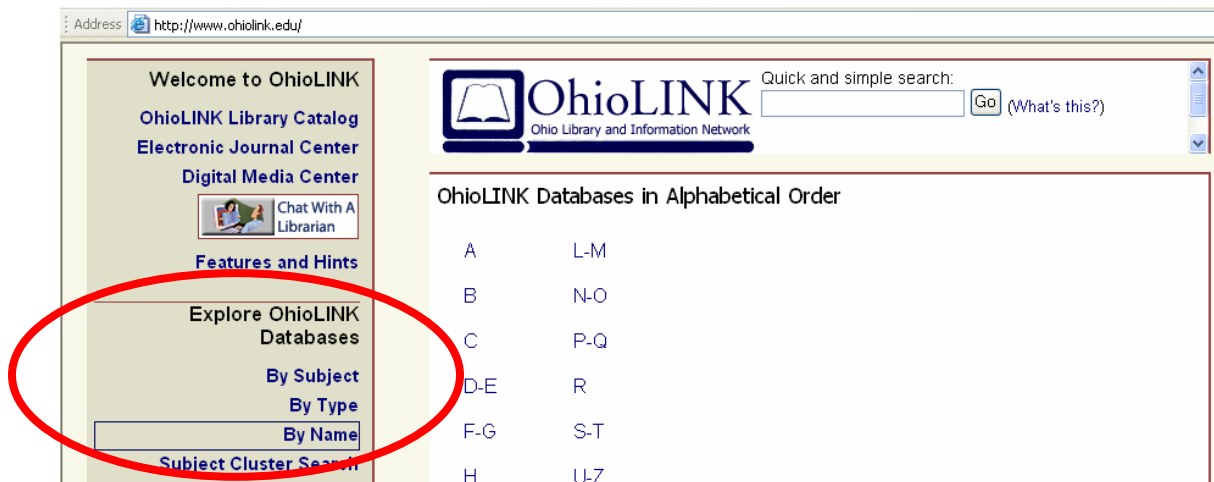 Address http://www.ohiolink.edu/
Welcome to OhioLINK
OhioLINK Library Catalog
Electronic Journal Center
Digital Media Center
Chat With A
Librarian
Features and Hints
Explore OhioLINK
Databases
By Subject
By Type
By Name
Subject Cluster Search
OhioLINK
Ohio Library and Information Network
Quick and simple search:
Go (What's this?)
OhioLINK Databases in Alphabetical Order
A L-M
B N-O
C P-Q
D-E R
F-G S-T
H U-Z